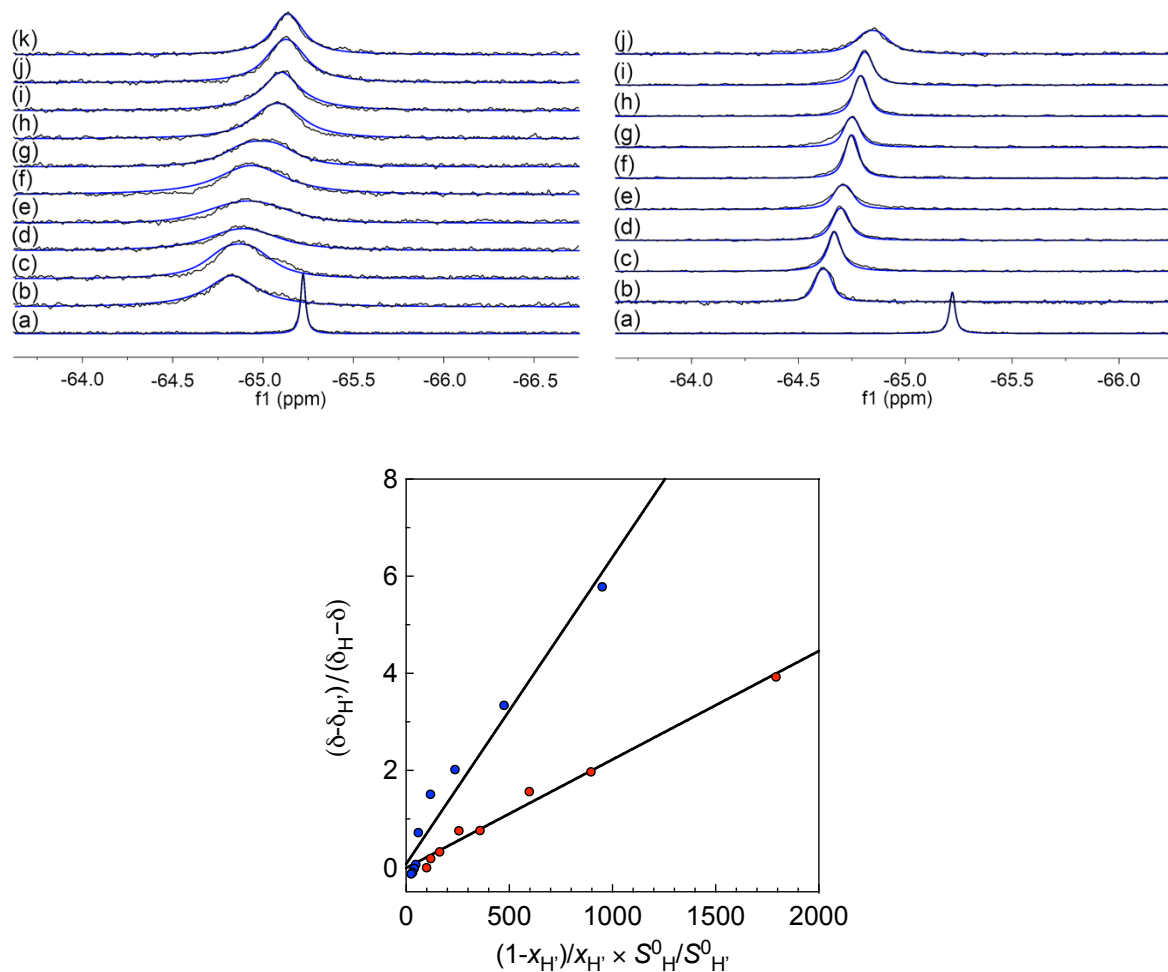 (k)
(j)
(i)
(h)
(g)
(f)
(e)
(d)
(c)
(b)
(a)
-64.0 -64.5 -65.0 -65.5 -66.0 -66.5
f1 (ppm)
(j)
(i)
(h)
(g)
(f)
(e)
(d)
(c)
(b)
(a)
-64.0 -64.5 -65.0 -65.5 -66.0
f1 (ppm)
8
6
4
2
0
(δ-δH')/(δH−δ)
0 500 1000 1500 2000
(1-xH')/xH' × S⁰H/S⁰H'